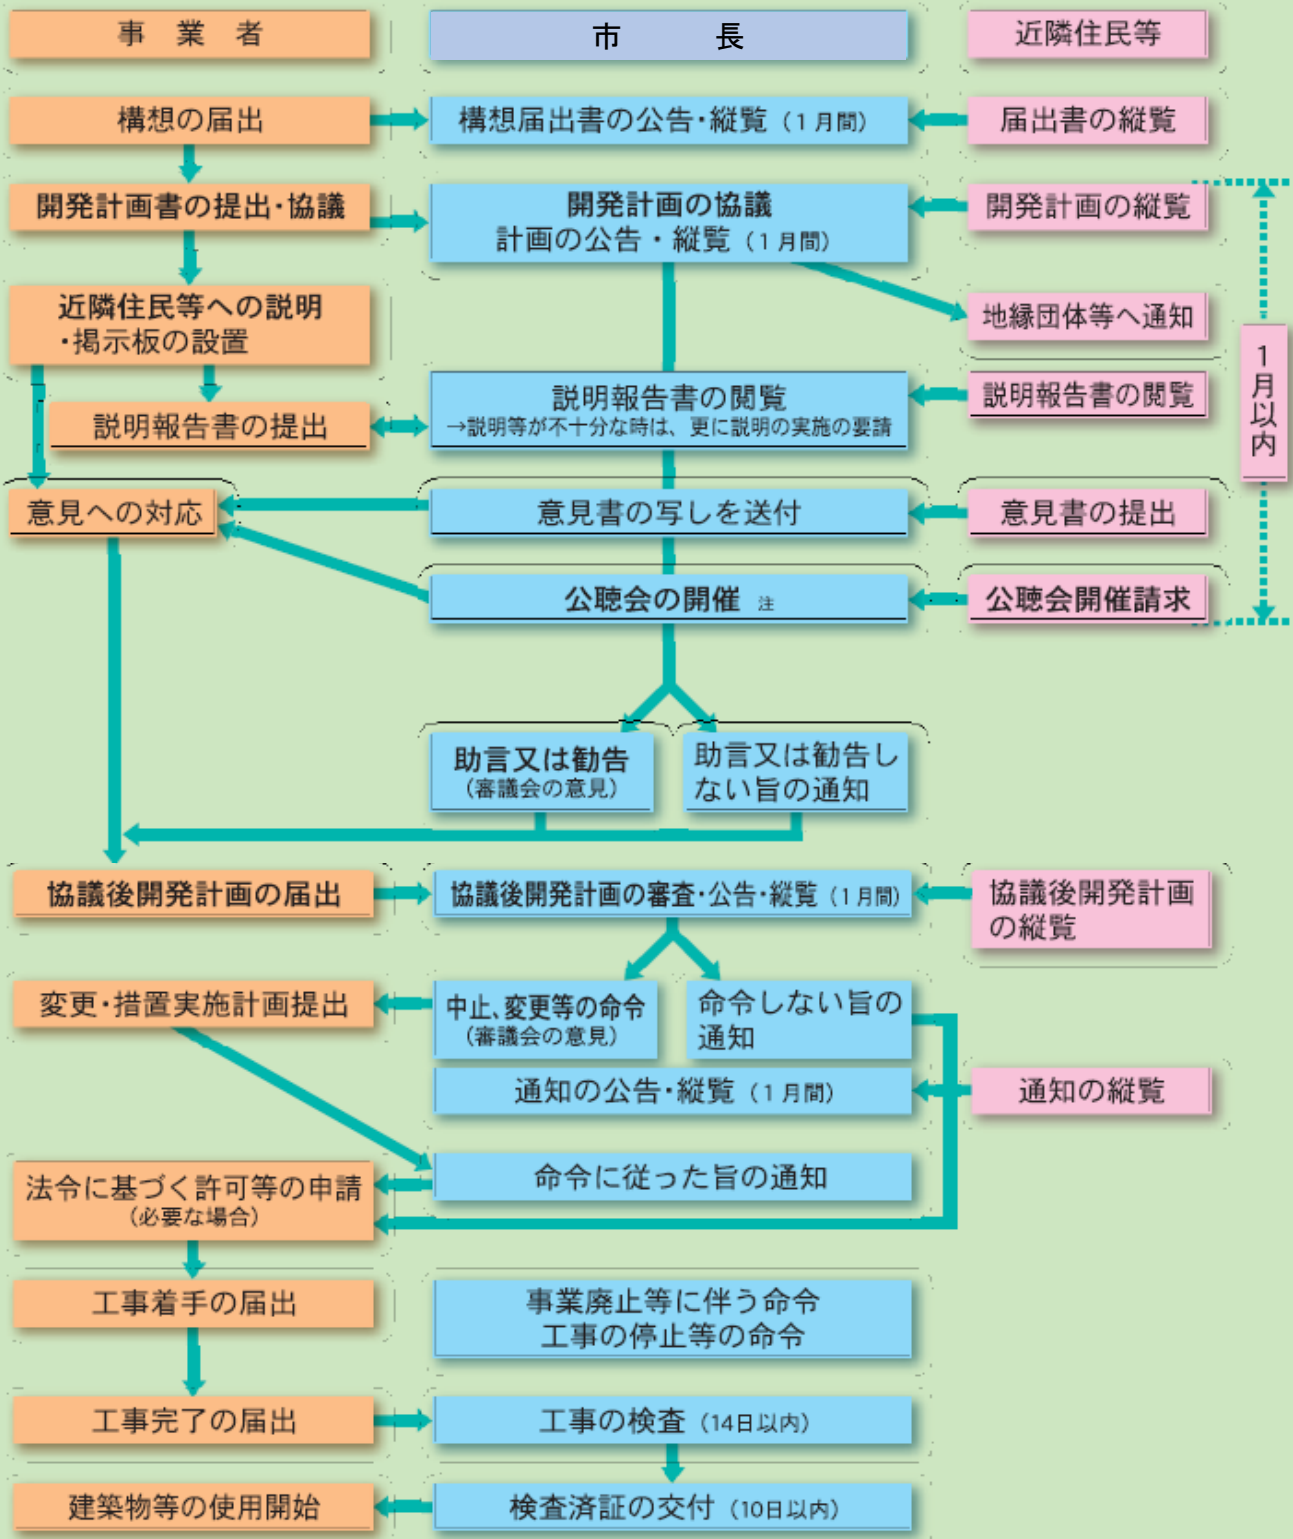 事業者
市長
近隣住民等
構想の届出
構想届出書の公告・縦覧（1月間）
届出書の縦覧
開発計画書の提出・協議
開発計画の協議
計画の公告・縦覧（1月間）
開発計画の縦覧
近隣住民等への説明
・掲示板の設置
地縁団体等へ通知
1月以内
説明報告書の提出
説明報告書の閲覧
→説明等が不十分な時は、更に説明の実施の要請
説明報告書の閲覧
意見への対応
意見書の写しを送付
意見書の提出
公聴会の開催 注
公聴会開催請求
助言又は勧告
（審議会の意見）
助言又は勧告し
ない旨の通知
協議後開発計画の届出
協議後開発計画の審査・公告・縦覧（1月間）
協議後開発計画
の縦覧
変更・措置実施計画提出
中止、変更等の命令
（審議会の意見）
命令しない旨の
通知
通知の公告・縦覧（1月間）
通知の縦覧
命令に従った旨の通知
法令に基づく許可等の申請
（必要な場合）
工事着手の届出
事業廃止等に伴う命令
工事の停止等の命令
工事完了の届出
工事の検査（14日以内）
建築物等の使用開始
検査済証の交付（10日以内）